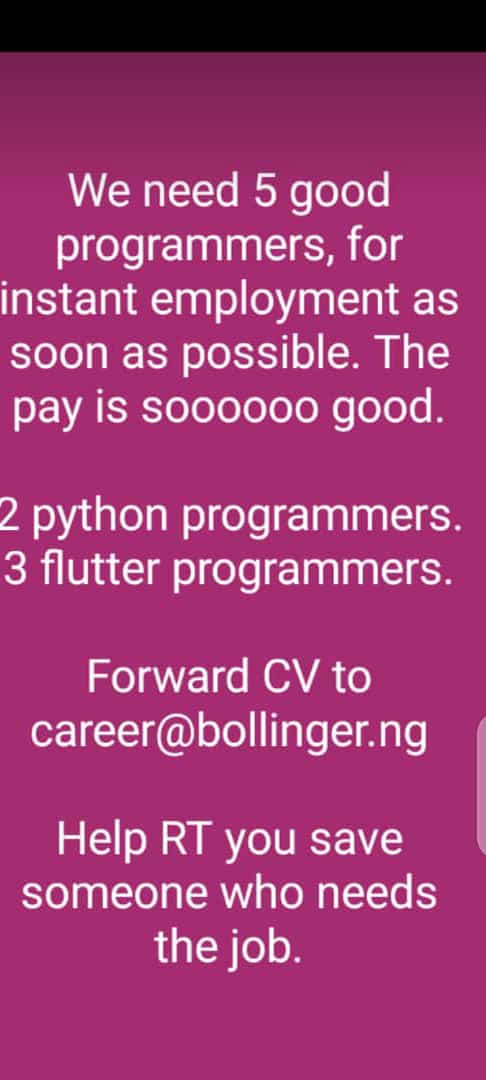 We need 5 good
programmers, for
instant employment as
soon as possible. The
pay is soooooo good.
2 python programmers.
3 flutter programmers.
Forward CV to
career@bollinger.ng
Help RT you save
someone who needs
the job.